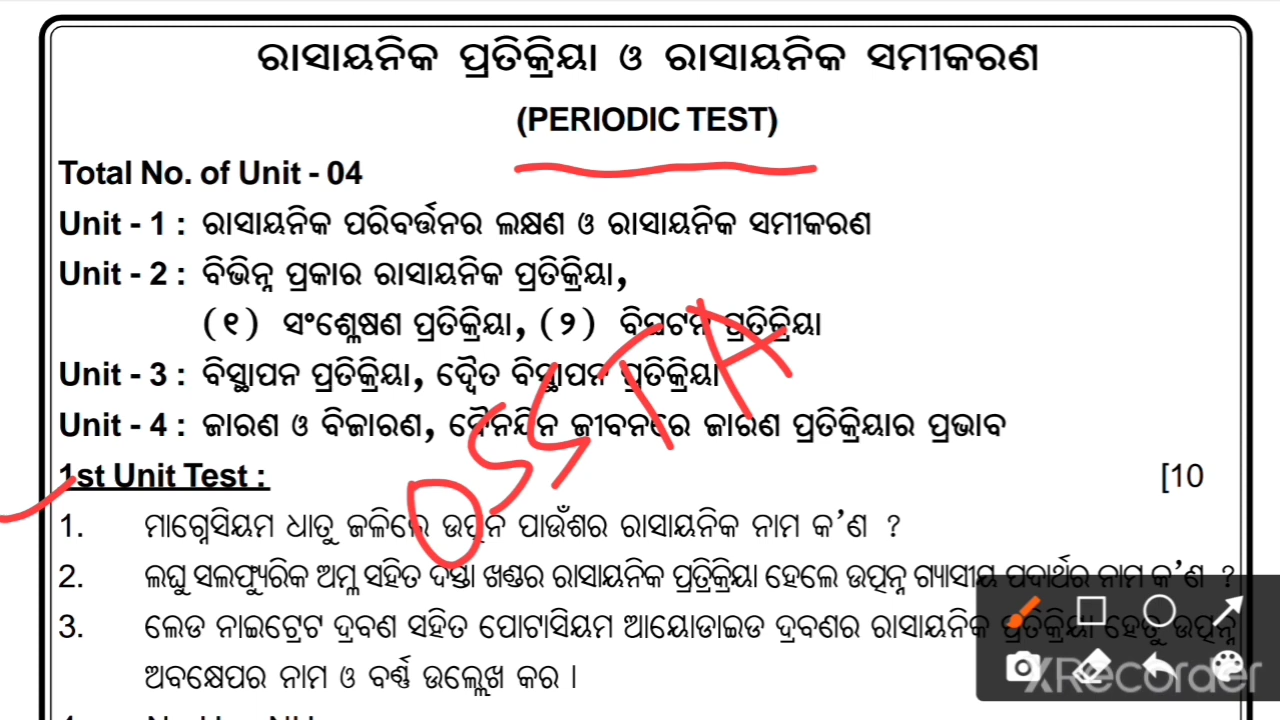 ରାସାୟନିକ ପ୍ରତିକ୍ରିୟା ଓ ରାସାୟନିକ ସମୀକରଣ
(PERIODIC TEST)
Total No. of Unit - 04
Unit - 1 : ରାସାୟନିକ ପରିବର୍ତ୍ତନର ଲକ୍ଷଣ ଓ ରାସାୟନିକ ସମୀକରଣ
Unit - 2 : ବିଭିନ୍ନ ପ୍ରକାର ରାସାୟନିକ ପ୍ରତିକ୍ରିୟା,
(୧) ସଂଶ୍ଳେଷଣ ପ୍ରତିକ୍ରିୟା, (୨) ବିଘଟନ ପ୍ରତିକ୍ରିୟା
Unit - 3 : ବିସ୍ଥାପନ ପ୍ରତିକ୍ରିୟା, ଦ୍ୱୈତ ବିସ୍ଥାପନ ପ୍ରତିକ୍ରିୟା
Unit - 4 : ଜାରଣ ଓ ବିଜାରଣ, ଦୈନନ୍ଦିନ ଜୀବନରେ ଜାରଣ ପ୍ରତିକ୍ରିୟାର ପ୍ରଭାବ
OSSTA
1st Unit Test : [10
1. ମାଗ୍ନେସିୟମ ଧାତୁ ଜଳିଲେ ଉତ୍ପନ୍ନ ପାଉଁଶର ରାସାୟନିକ ନାମ କ'ଣ ?
2. ଲଘୁ ସଲଫ୍ୟୁରିକ ଅମ୍ଳ ସହିତ ଦସ୍ତା ଖଣ୍ଡର ରାସାୟନିକ ପ୍ରତିକ୍ରିୟା ହେଲେ ଉତ୍ପନ୍ନ ଗ୍ୟାସୀୟ ପଦାର୍ଥର ନାମ କ'ଣ ?
3. ଲେଡ ନାଇଟ୍ରେଟ ଦ୍ରବଣ ସହିତ ପୋଟାସିୟମ ଆୟୋଡାଇଡ ଦ୍ରବଣର ରାସାୟନିକ ପ୍ରତିକ୍ରିୟା ହେତୁ ଉତ୍ପନ୍ନ
ଅବକ୍ଷେପର ନାମ ଓ ବର୍ଣ୍ଣ ଉଲ୍ଲେଖ କର ।
XRecorder